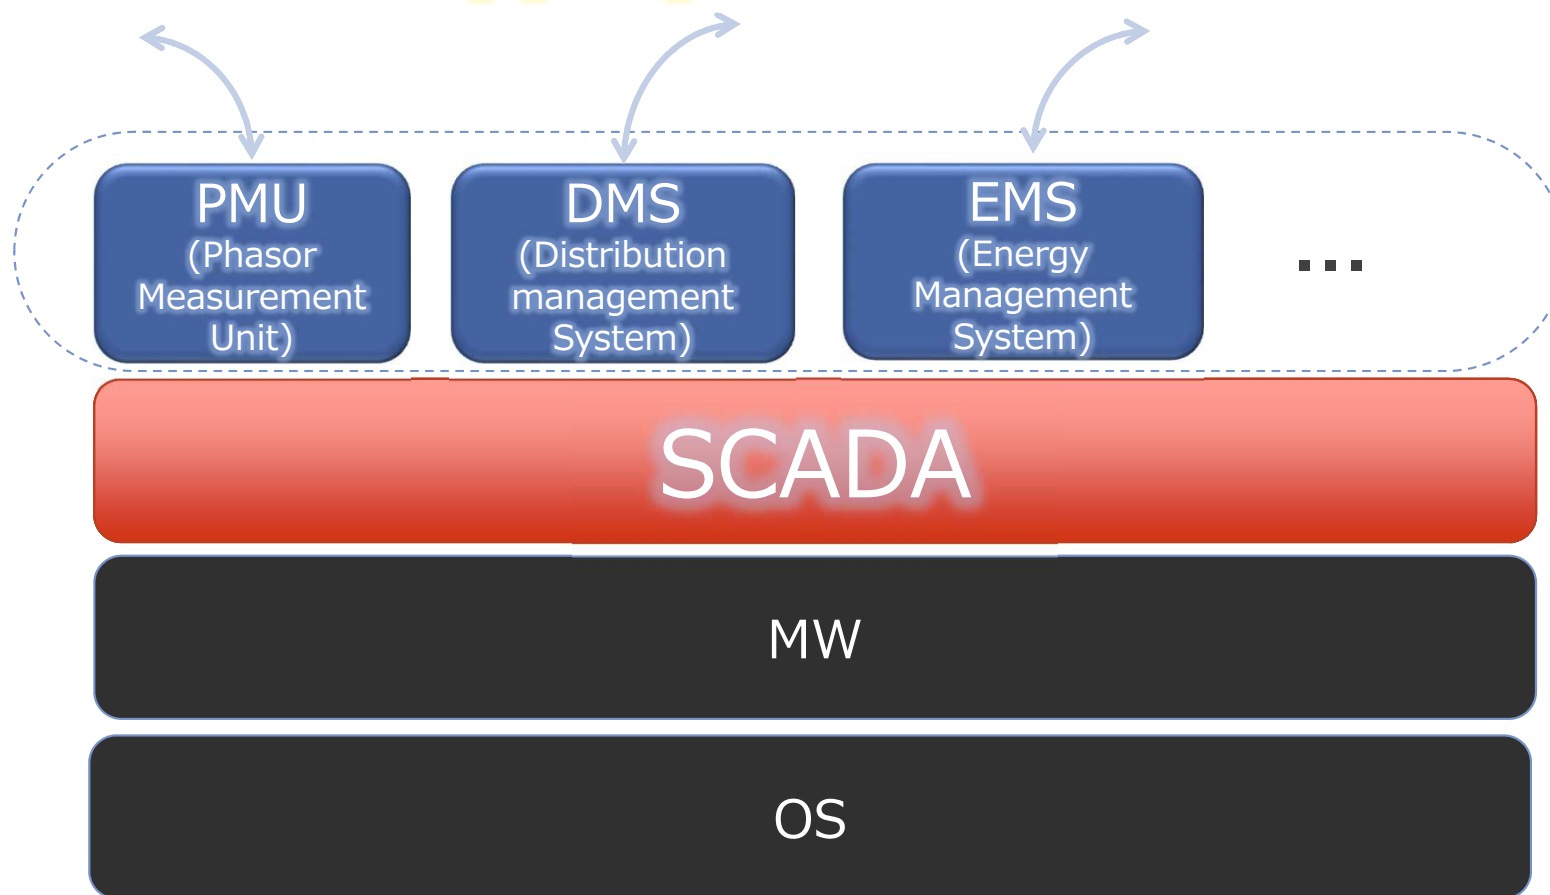 PMU
(Phasor
Measurement
Unit)
DMS
(Distribution
management
System)
EMS
(Energy
Management
System)
...
SCADA
MW
OS